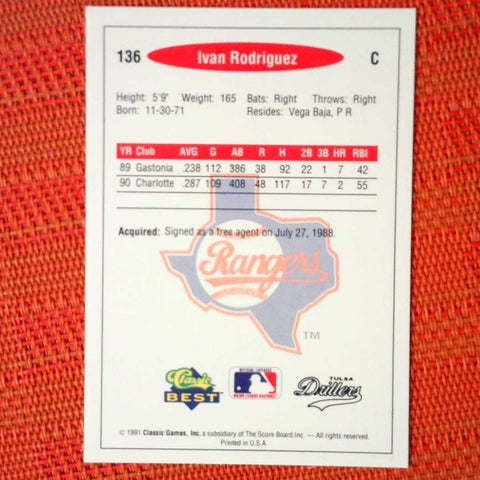 136 Ivan Rodriguez C
Height: 5'9" Weight: 165 Bats: Right Throws: Right
Born: 11-30-71 Resides: Vega Baja, P R
YR Club AVG G AB R H 2B 3B HR RBI
89 Gastonia .238 112 386 38 92 22 1 7 42
90 Charlotte .287 109 408 48 117 17 7 2 55
Acquired: Signed as a free agent on July 27, 1988.
Rangers
TM
Classic
BEST
TULSA
Drillers
© 1991 Classic Games, Inc. a subsidiary of The Score Board, Inc. — All rights reserved.
Printed in U.S.A.